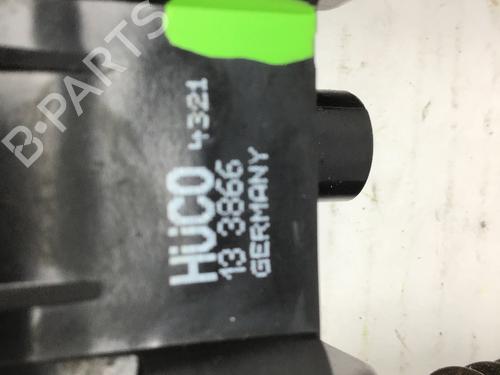 HÜCO 4321
13 3866
GERMANY
B-PARTS